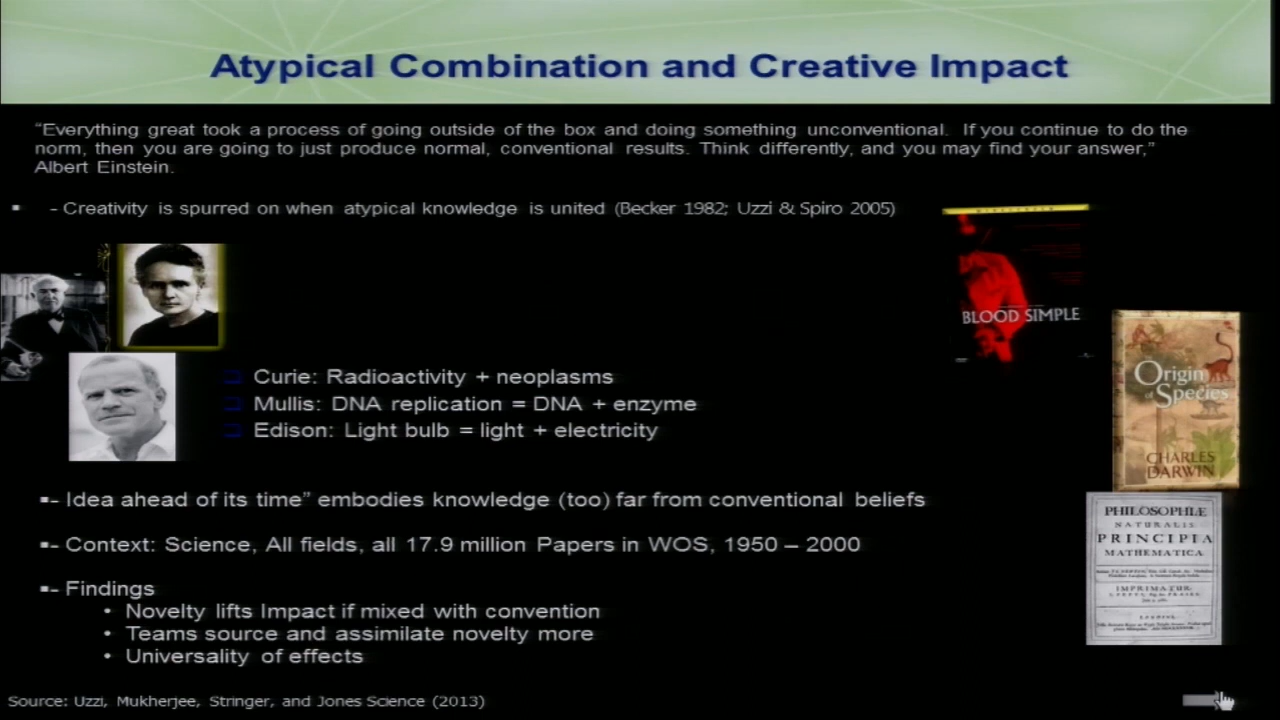 Atypical Combination and Creative Impact
“Everything great took a process of going outside of the box and doing something unconventional. If you continue to do the
norm, then you are going to just produce normal, conventional results. Think differently, and you may find your answer,”
Albert Einstein.
- Creativity is spurred on when atypical knowledge is united (Becker 1982; Uzzi & Spiro 2005)
BLOOD SIMPLE
Origin
of Species
CHARLES
DARWIN
Curie: Radioactivity + neoplasms
Mullis: DNA replication = DNA + enzyme
Edison: Light bulb = light + electricity
- Idea ahead of its time” embodies knowledge (too) far from conventional beliefs
PHILOSOPHIÆ
NATURALIS
PRINCIPIA
MATHEMATICA
IMPRIMATUR
- Context: Science, All fields, all 17.9 million Papers in WOS, 1950 – 2000
- Findings
• Novelty lifts Impact if mixed with convention
• Teams source and assimilate novelty more
• Universality of effects
Source: Uzzi, Mukherjee, Stringer, and Jones Science (2013)